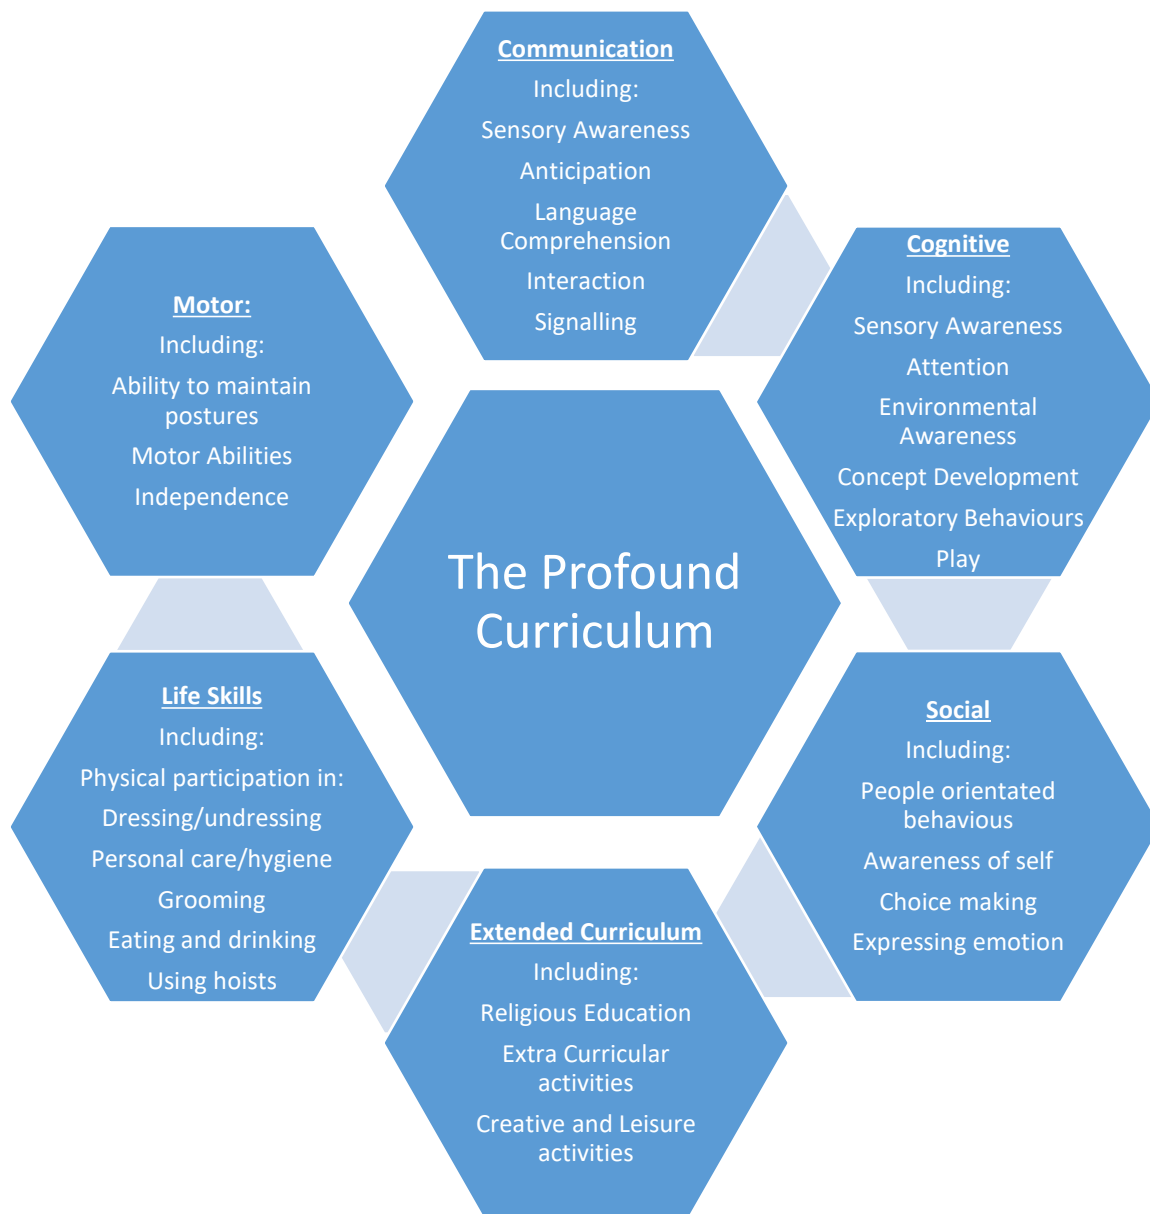 Communication
Including:
Sensory Awareness
Anticipation
Language
Comprehension
Interaction
Signalling
Cognitive
Including:
Sensory Awareness
Attention
Environmental
Awareness
Concept Development
Exploratory Behaviours
Play
Motor:
Including:
Ability to maintain
postures
Motor Abilities
Independence
The Profound
Curriculum
Life Skills
Including:
Physical participation in:
Dressing/undressing
Personal care/hygiene
Grooming
Eating and drinking
Using hoists
Social
Including:
People orientated
behavious
Awareness of self
Choice making
Expressing emotion
Extended Curriculum
Including:
Religious Education
Extra Curricular
activities
Creative and Leisure
activities